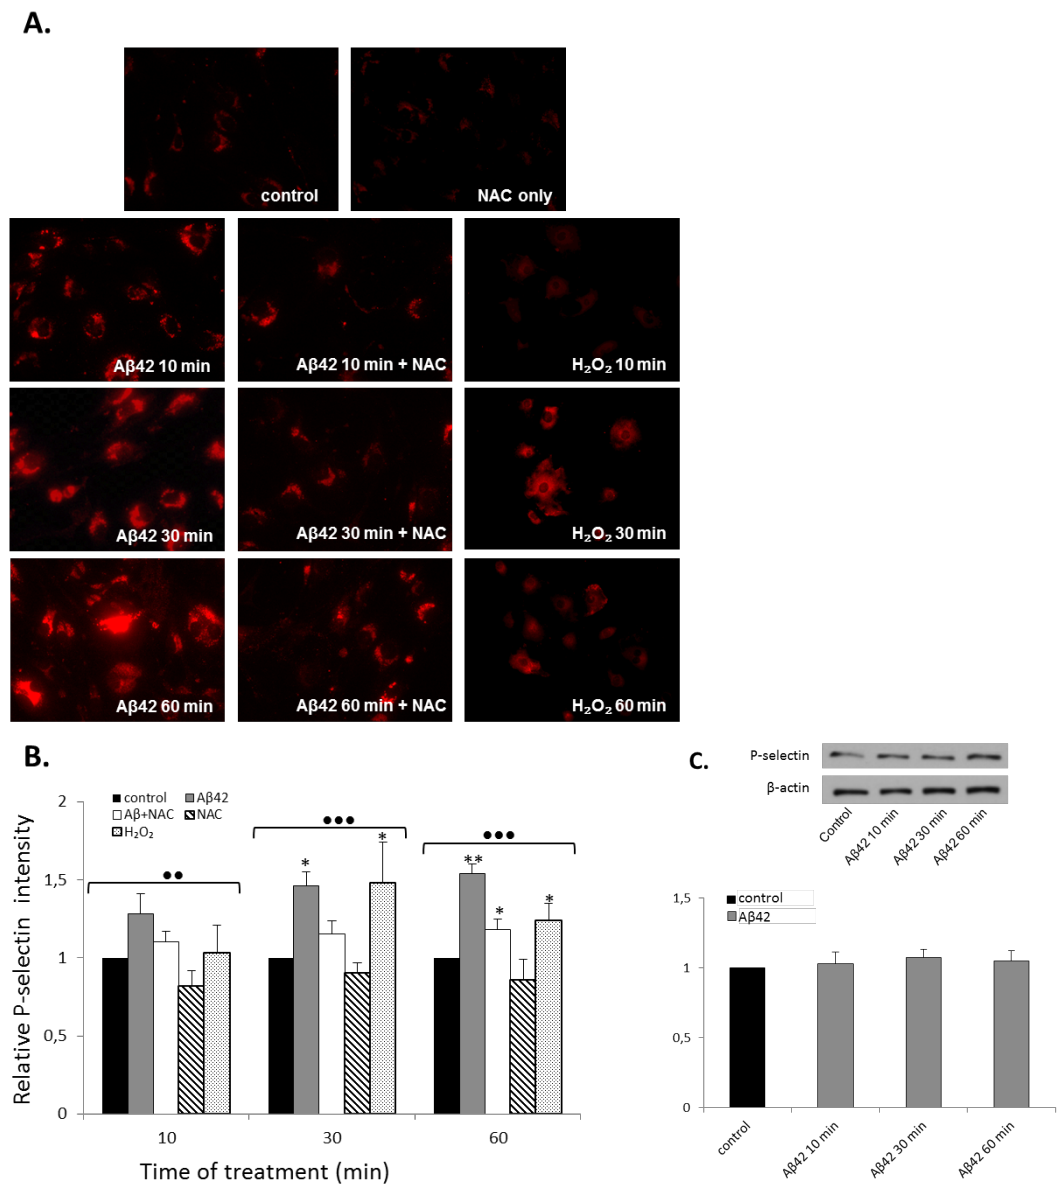 A.
control
NAC only
Aβ42 10 min
Aβ42 10 min + NAC
H₂O₂ 10 min
Aβ42 30 min
Aβ42 30 min + NAC
H₂O₂ 30 min
Aβ42 60 min
Aβ42 60 min + NAC
H₂O₂ 60 min
B.
control
Aβ42
Aβ+NAC
NAC
H₂O₂
Relative P-selectin intensity
2
1,5
1
0,5
0
●●
●●●
●●●
*
*
**
*
*
10
30
60
Time of treatment (min)
C.
P-selectin
β-actin
Control
Aβ42 10 min
Aβ42 30 min
Aβ42 60 min
control
Aβ42
1,5
1
0,5
0
control
Aβ42 10 min
Aβ42 30 min
Aβ42 60 min